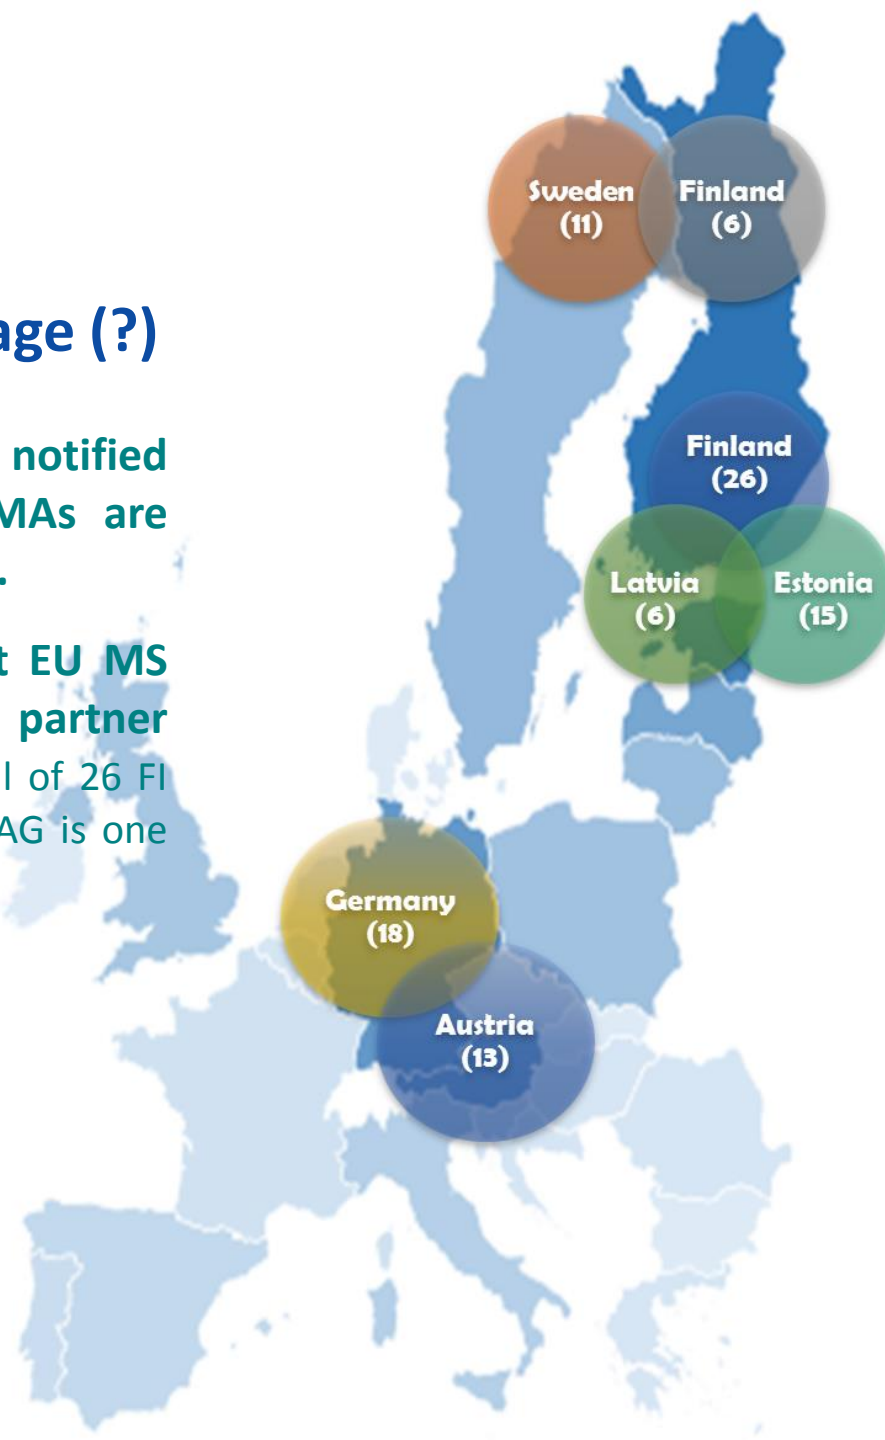 age (?)
notified
MAs are
.
t EU MS
partner
l of 26 FI
AG is one
Sweden
(11)
Finland
(6)
Finland
(26)
Latvia
(6)
Estonia
(15)
Germany
(18)
Austria
(13)